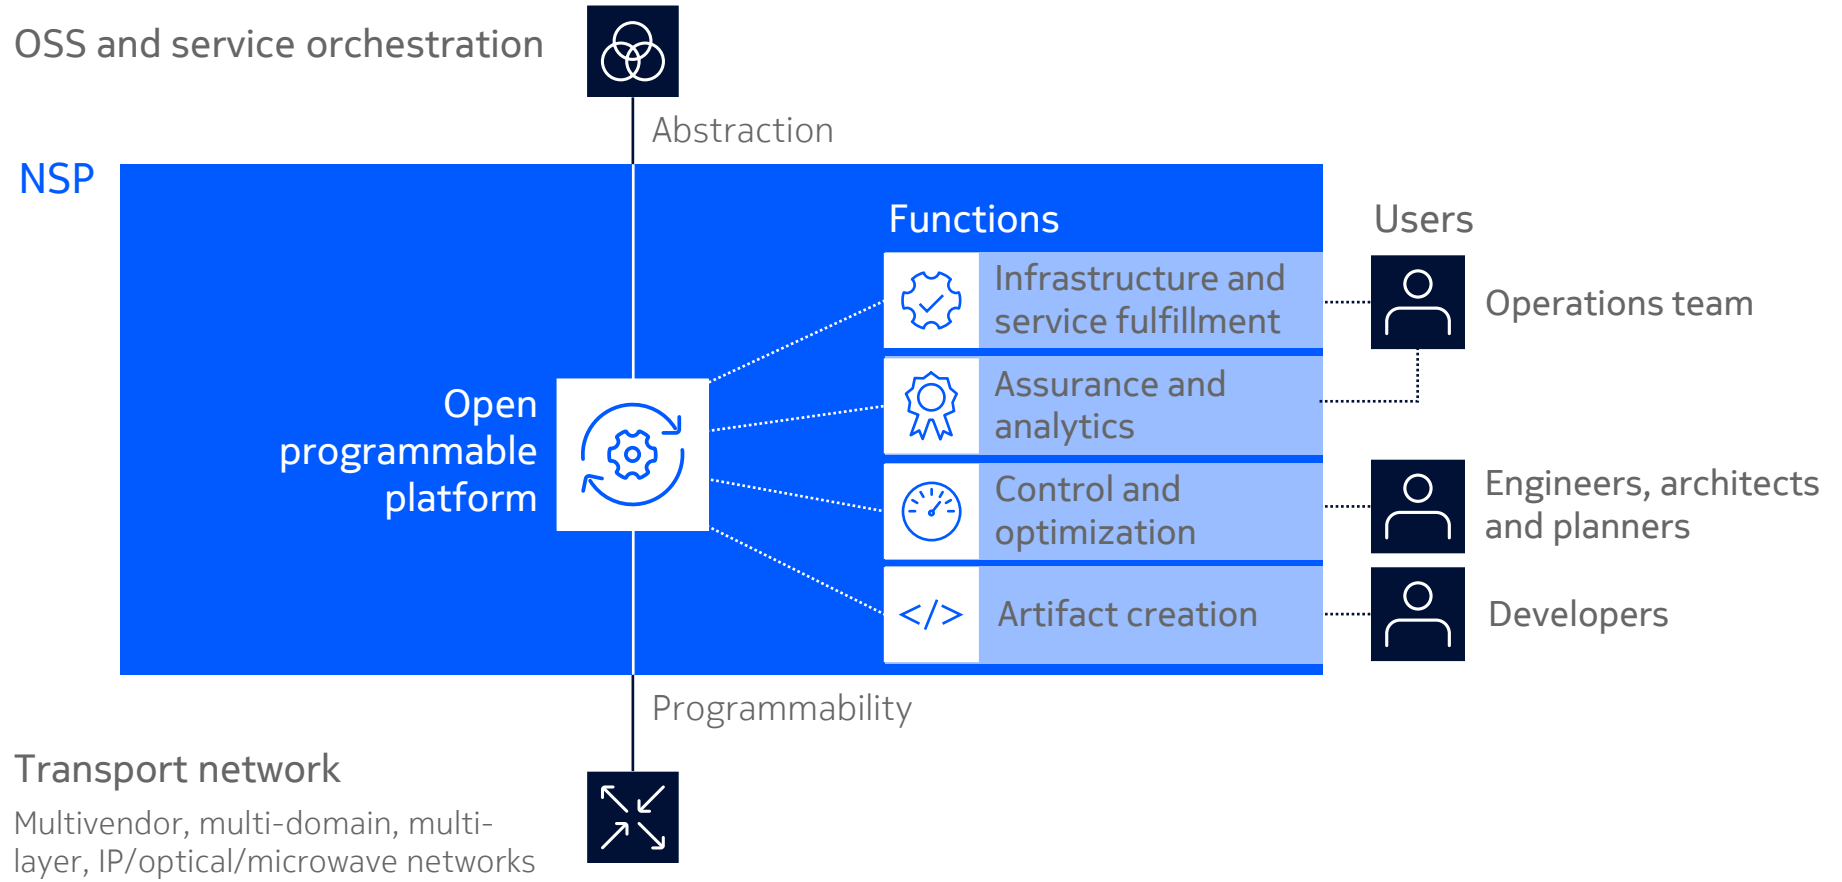 OSS and service orchestration
Abstraction
NSP
Functions
Users
Infrastructure and
service fulfillment
Operations team
Assurance and
analytics
Open
programmable
platform
Control and
optimization
Engineers, architects
and planners
</>
Artifact creation
Developers
Programmability
Transport network
Multivendor, multi-domain, multi-
layer, IP/optical/microwave networks